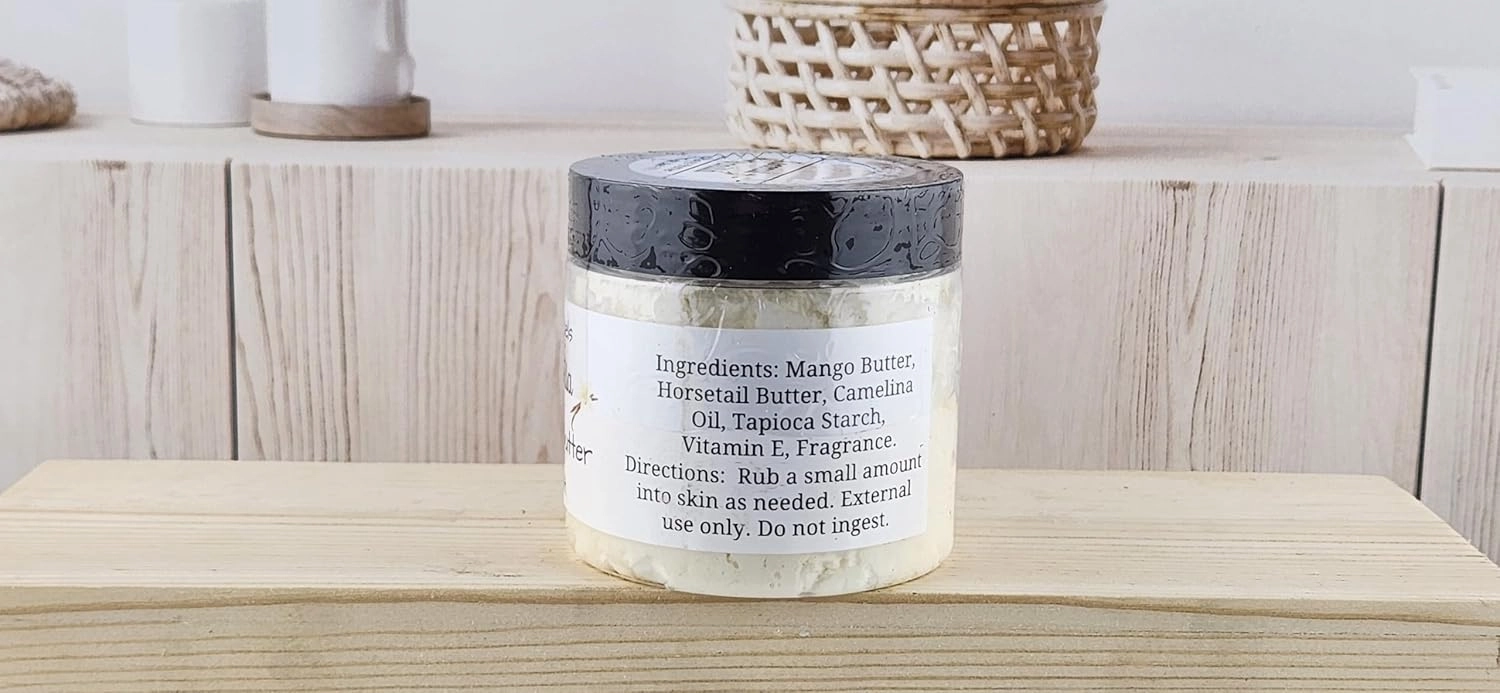 Ingredients: Mango Butter,
Horsetail Butter, Camelina
Oil, Tapioca Starch,
Vitamin E, Fragrance.
Directions:  Rub a small amount
into skin as needed. External
use only. Do not ingest.